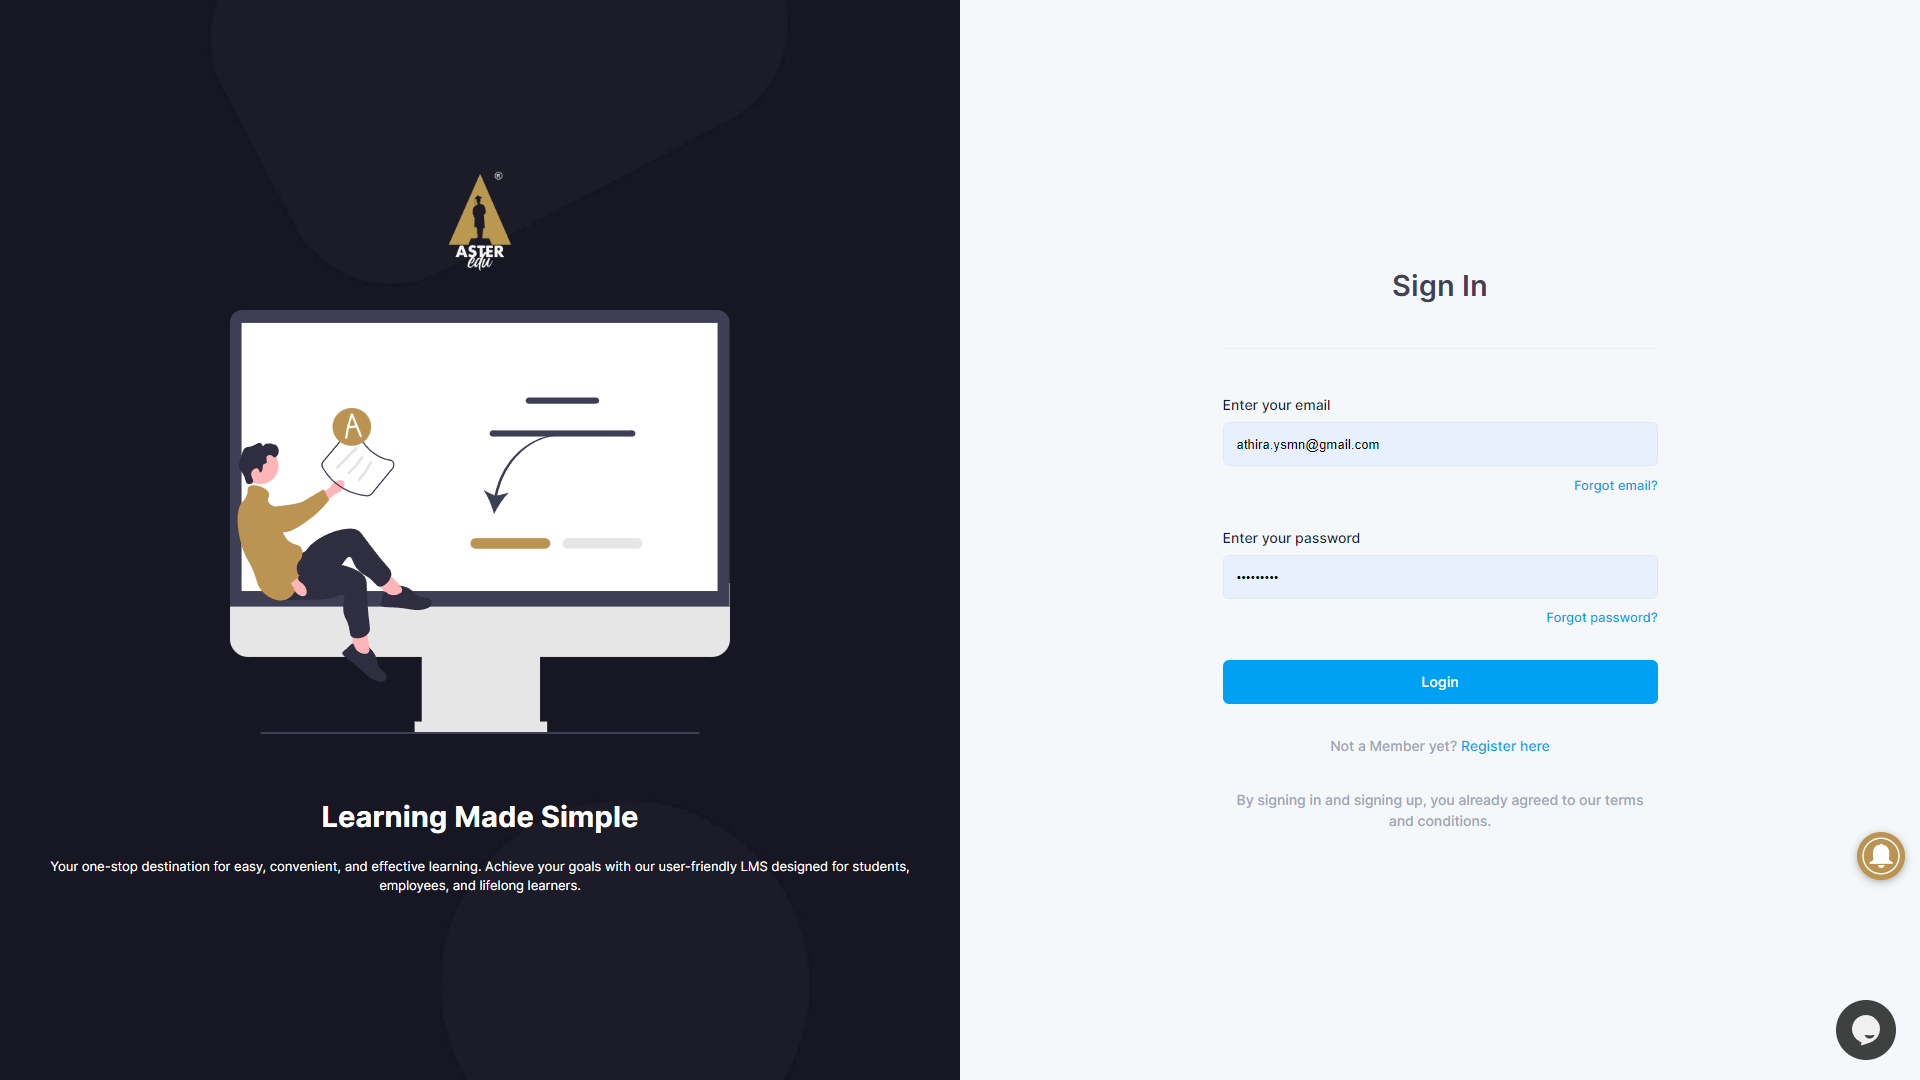 ®
ASTER
edu
A
Learning Made Simple
Your one-stop destination for easy, convenient, and effective learning. Achieve your goals with our user-friendly LMS designed for students,
employees, and lifelong learners.
Sign In
Enter your email
athira.ysmn@gmail.com
Forgot email?
Enter your password
•••••••••
Forgot password?
Login
Not a Member yet? Register here
By signing in and signing up, you already agreed to our terms
and conditions.